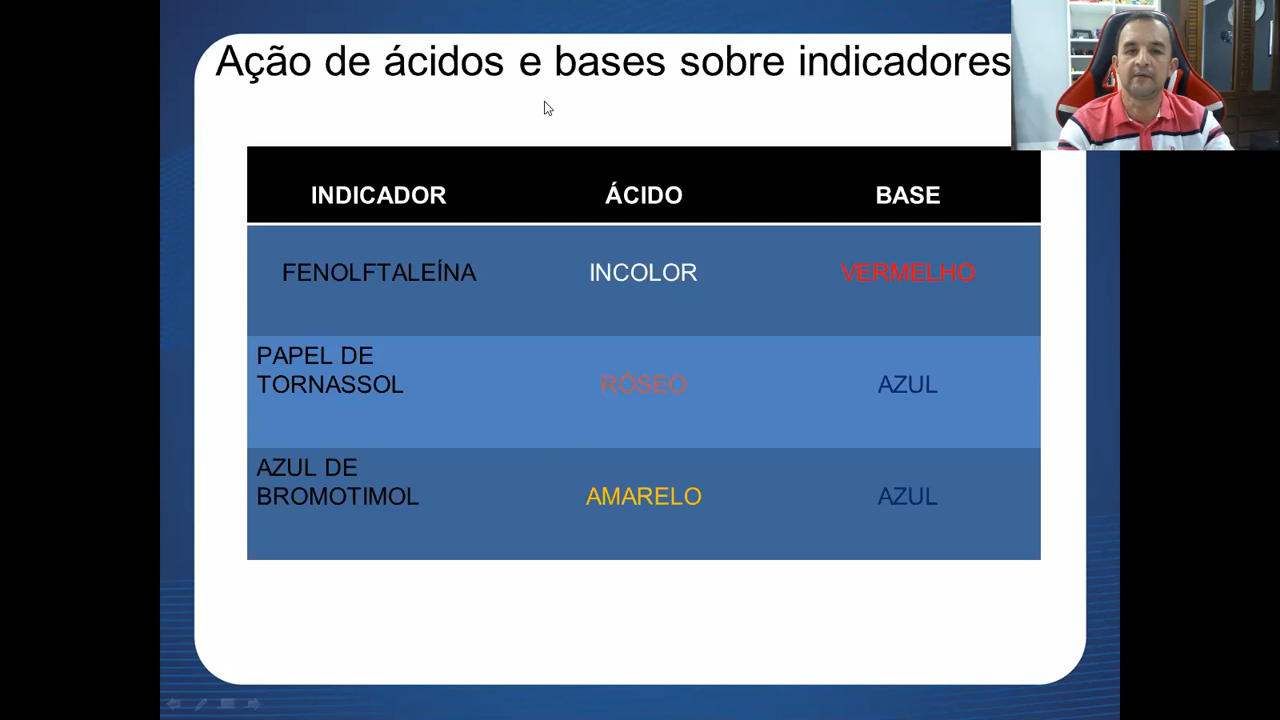 Ação de ácidos e bases sobre indicadores
INDICADOR ÁCIDO BASE
FENOLFTALEÍNA INCOLOR VERMELHO
PAPEL DE
TORNASSOL RÓSEO AZUL
AZUL DE
BROMOTIMOL AMARELO AZUL